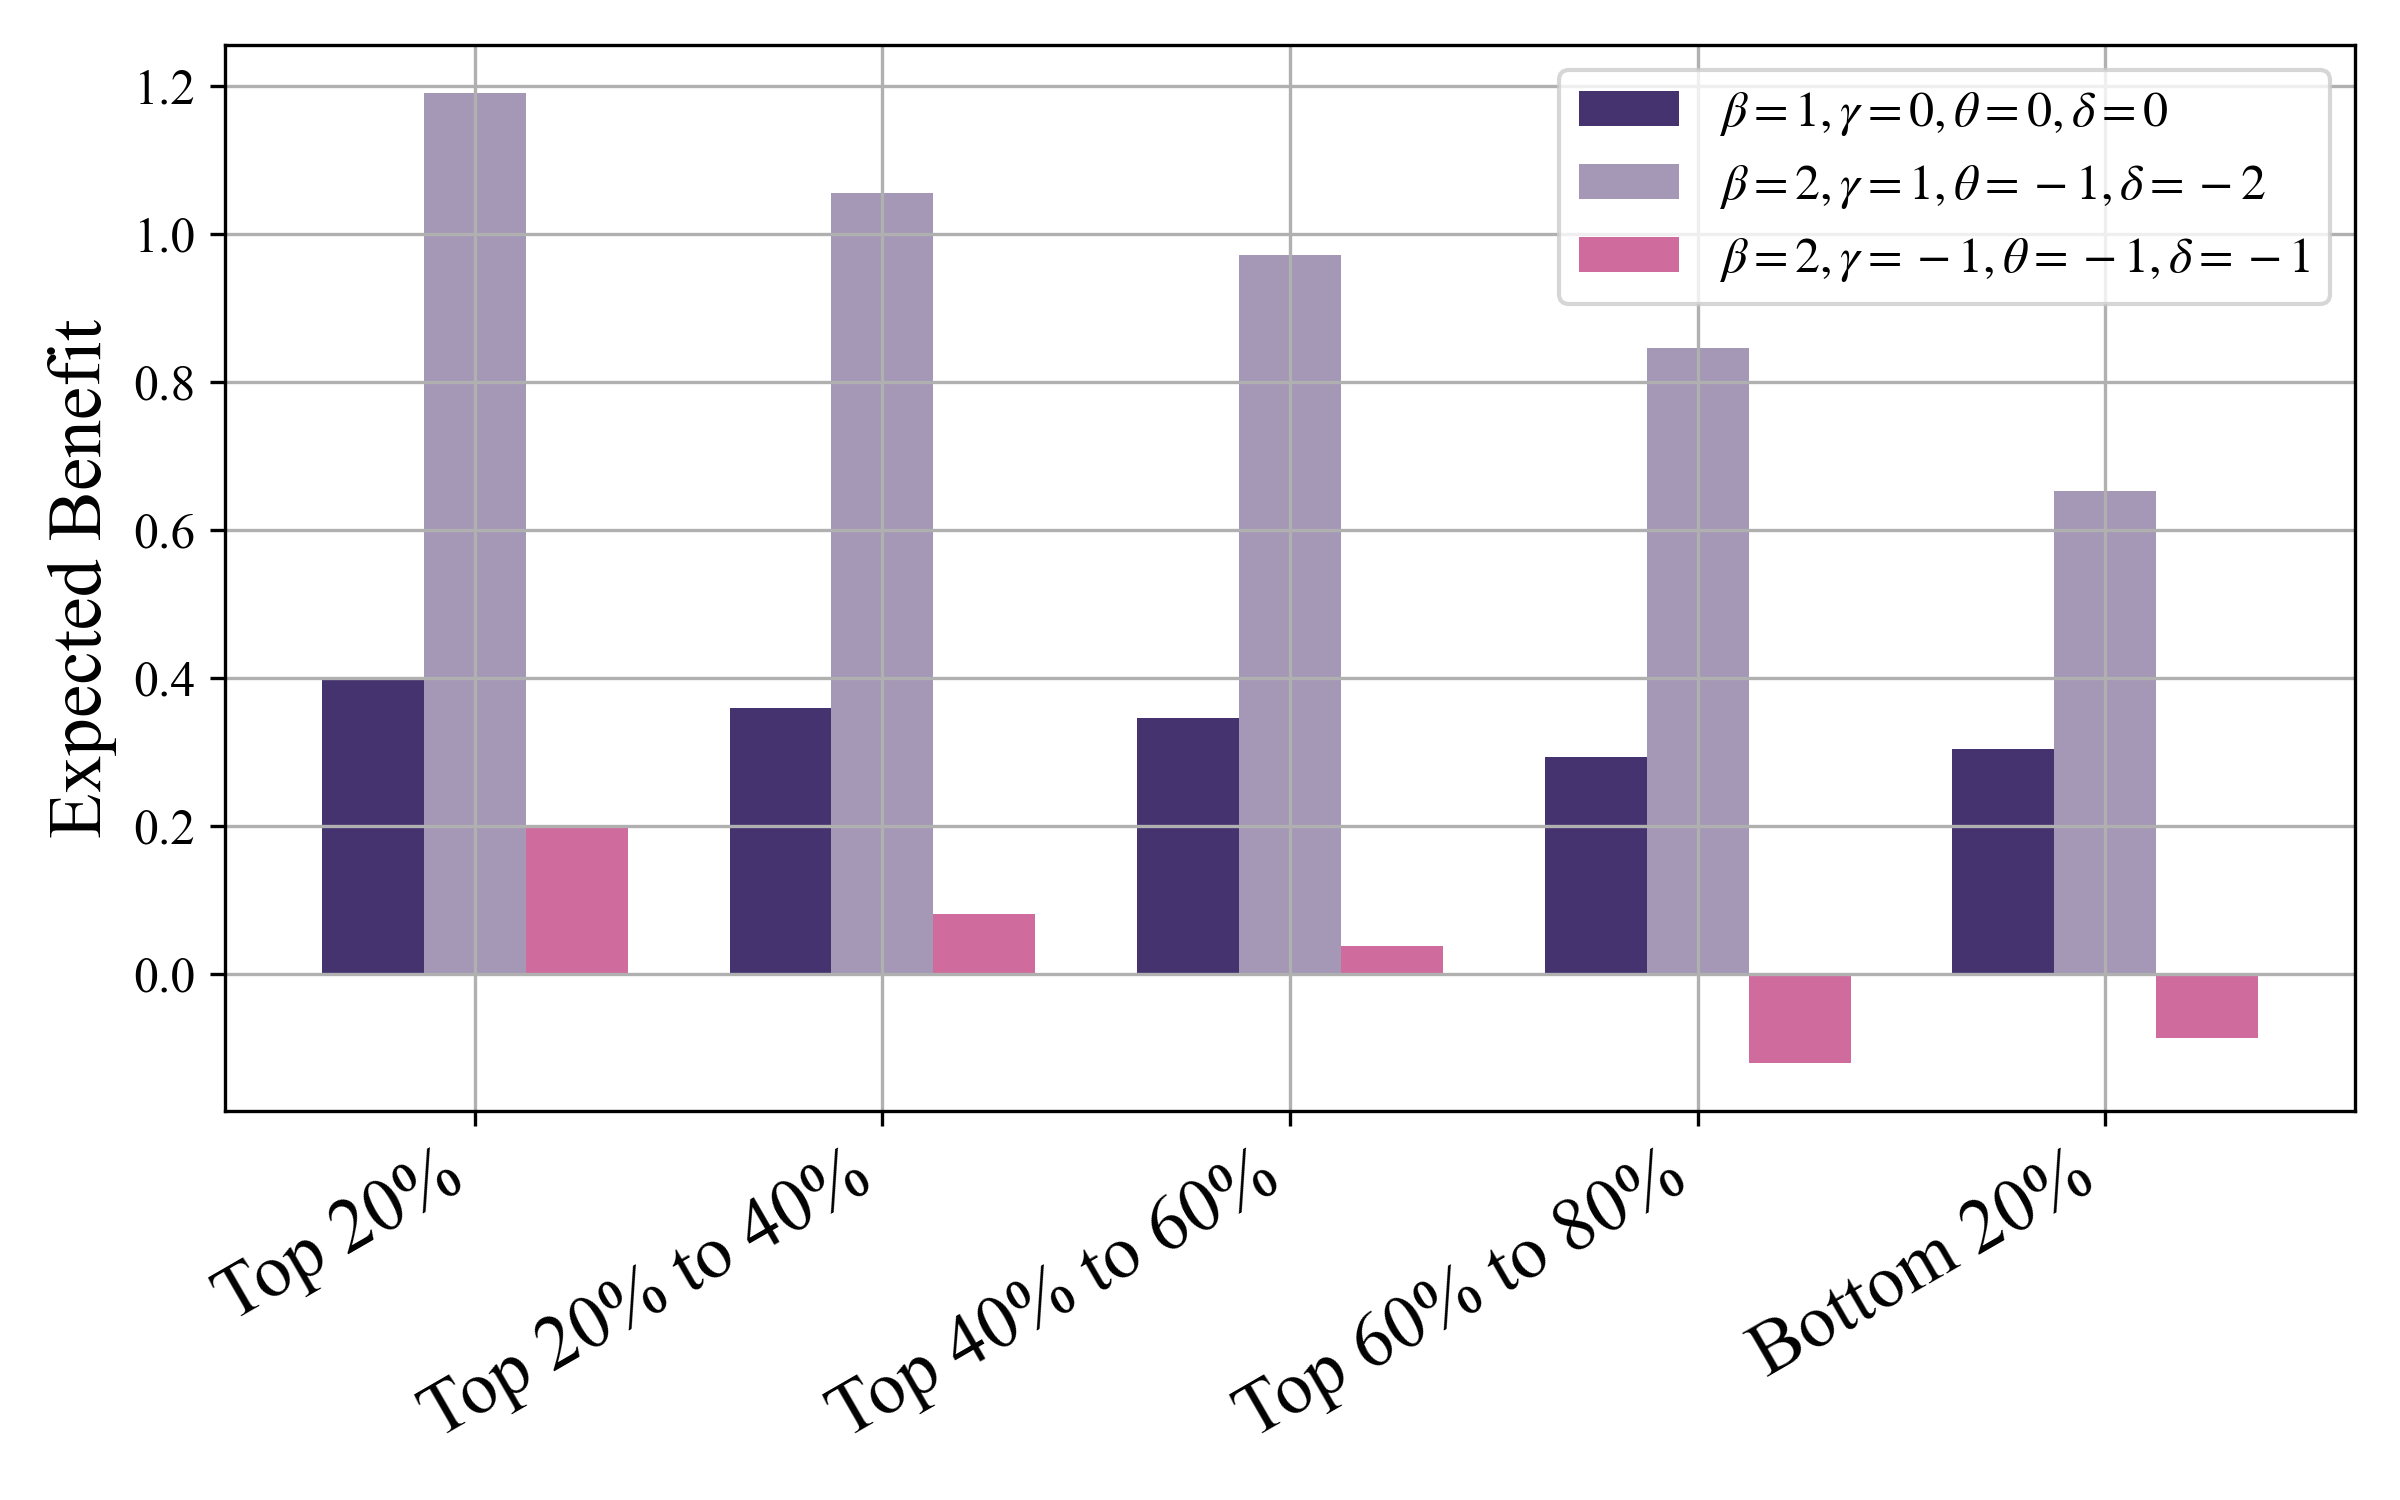 β = 1, γ = 0, θ = 0, δ = 0
β = 2, γ = 1, θ = − 1, δ = − 2
β = 2, γ = − 1, θ = − 1, δ = − 1
Expected Benefit
1.2
1.0
0.8
0.6
0.4
0.2
0.0
Top 20%
Top 20% to 40%
Top 40% to 60%
Top 60% to 80%
Bottom 20%